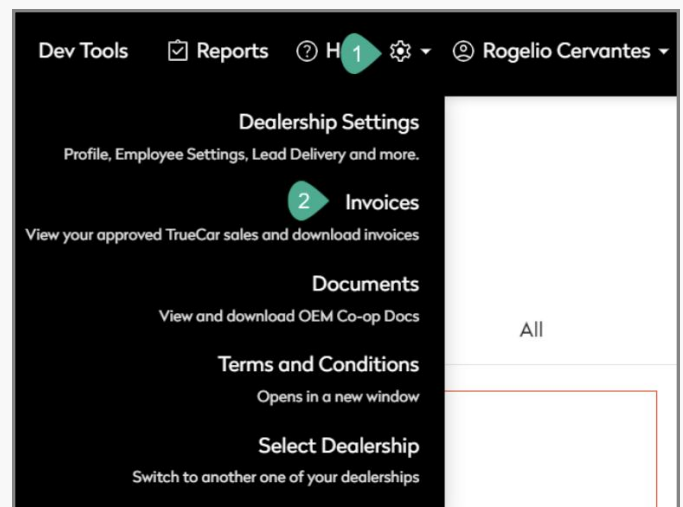 Dev Tools Reports H 1 Rogelio Cervantes
Dealership Settings
Profile, Employee Settings, Lead Delivery and more.
2 Invoices
View your approved TrueCar sales and download invoices
Documents
View and download OEM Co-op Docs
All
Terms and Conditions
Opens in a new window
Select Dealership
Switch to another one of your dealerships